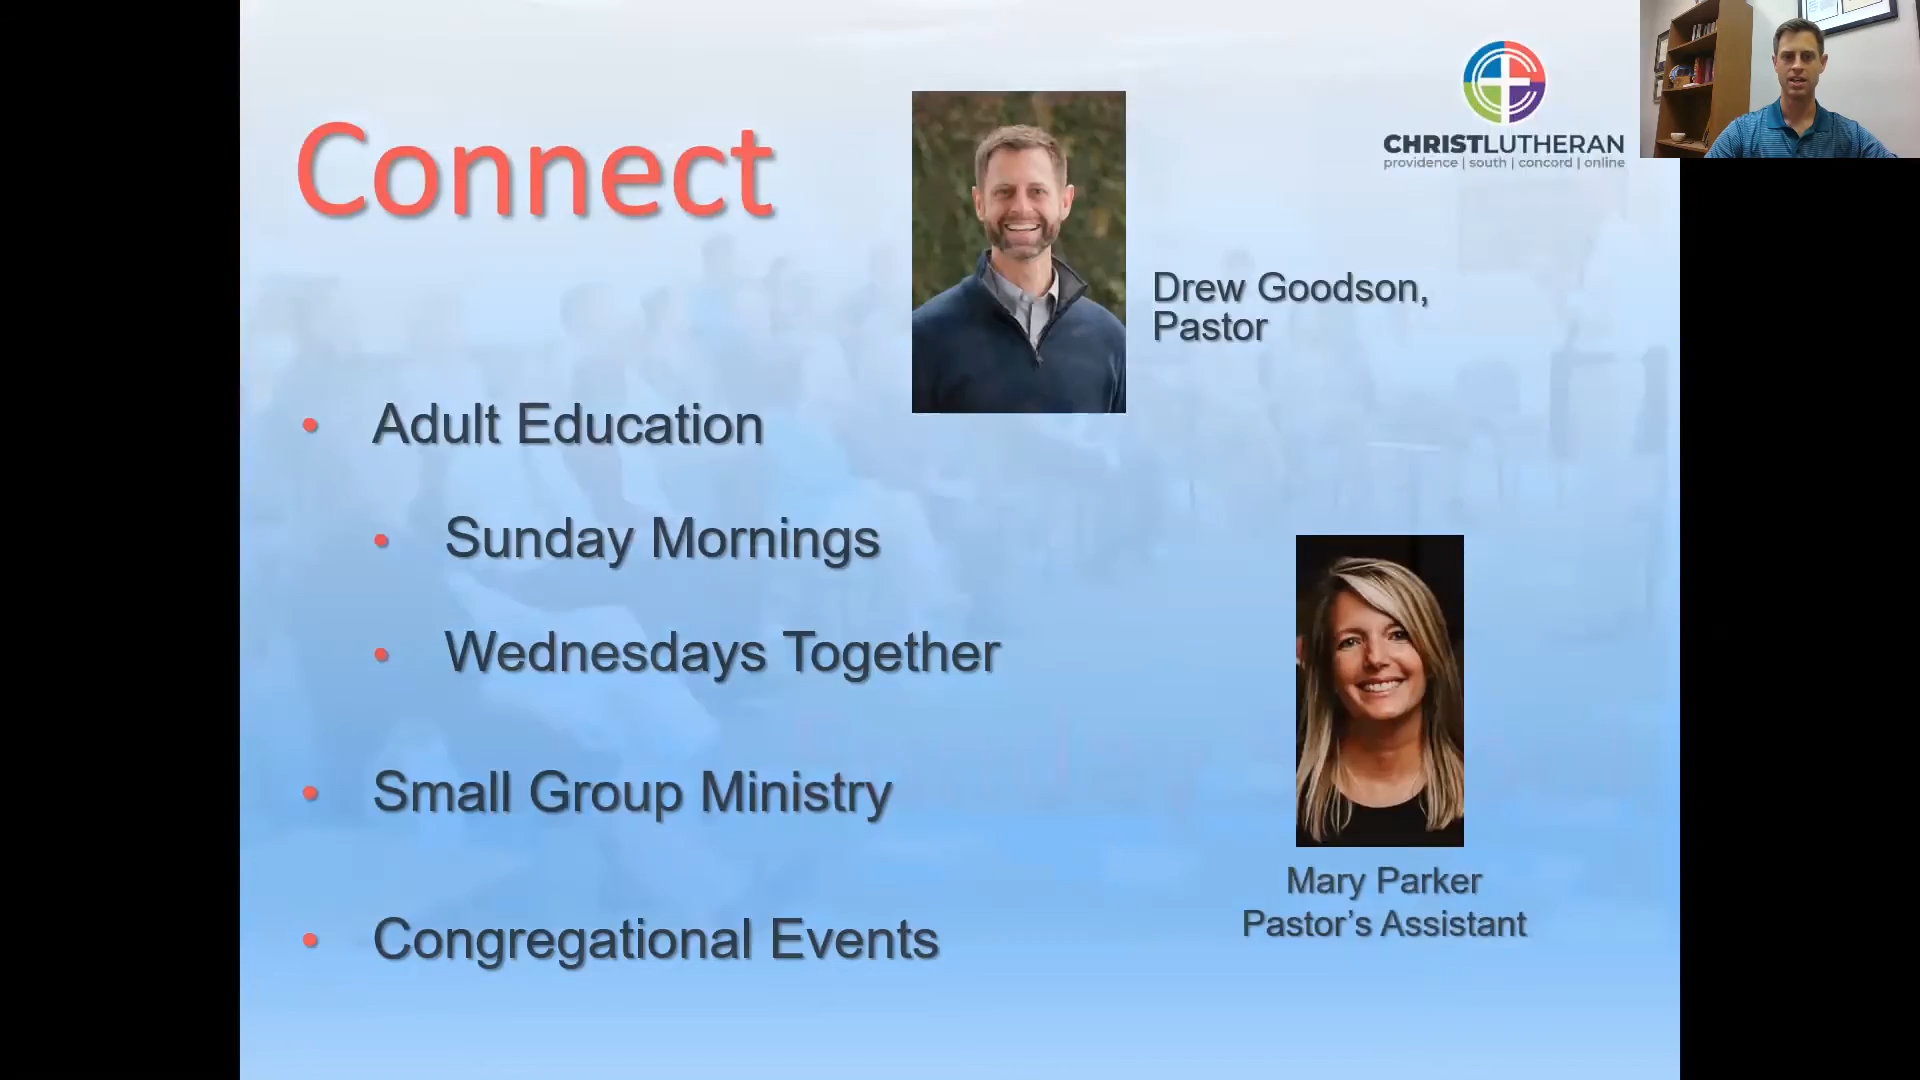 Connect
CHRISTLUTHERAN
providence | south | concord | online
Drew Goodson,
Pastor
• Adult Education
• Sunday Mornings
• Wednesdays Together
• Small Group Ministry
• Congregational Events
Mary Parker
Pastor’s Assistant